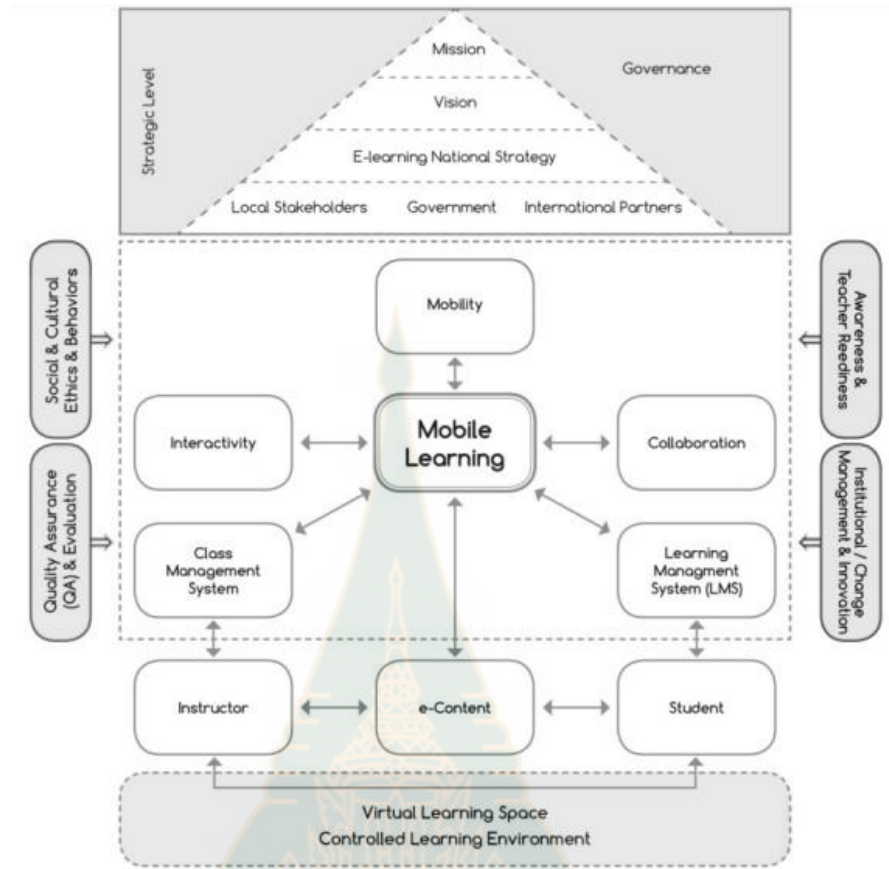 Mission
Governance
Vision
Strategic Level
E-learning National Strategy
Local Stakeholders
Government
International Partners
Social & Cultural
Ethics & Behaviors
Mobility
Awareness &
Teacher Reediness
Interactivity
Mobile
Learning
Collaboration
Quality Assurance
(QA) & Evaluation
Class
Management
System
Learning
Managment
System (LMS)
Institutional / Change
Management & Innovation
Instructor
e-Content
Student
Virtual Learning Space
Controlled Learning Environment